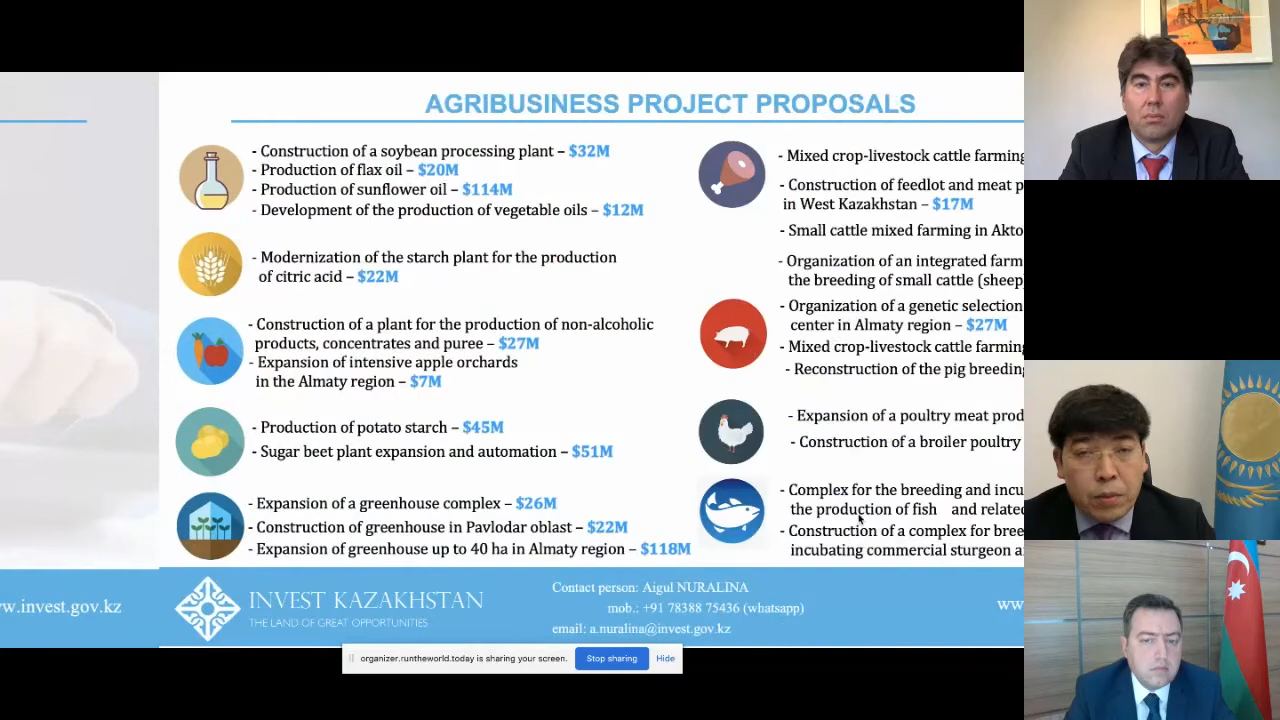 AGRIBUSINESS PROJECT PROPOSALS
- Construction of a soybean processing plant – $32M
- Production of flax oil – $20M
- Production of sunflower oil – $114M
- Development of the production of vegetable oils – $12M
- Modernization of the starch plant for the production
of citric acid – $22M
- Construction of a plant for the production of non-alcoholic
products, concentrates and puree – $27M
- Expansion of intensive apple orchards
in the Almaty region – $7M
- Production of potato starch – $45M
- Sugar beet plant expansion and automation – $51M
- Expansion of a greenhouse complex – $26M
- Construction of greenhouse in Pavlodar oblast – $22M
- Expansion of greenhouse up to 40 ha in Almaty region – $118M
- Mixed crop-livestock cattle farming
- Construction of feedlot and meat p
in West Kazakhstan – $17M
- Small cattle mixed farming in Akto
- Organization of an integrated farm
the breeding of small cattle (sheep
- Organization of a genetic selection
center in Almaty region – $27M
- Mixed crop-livestock cattle farming
- Reconstruction of the pig breeding
- Expansion of a poultry meat prod
- Construction of a broiler poultry
- Complex for the breeding and incu
the production of fish and related
- Construction of a complex for bree
incubating commercial sturgeon a
w.invest.gov.kz
INVEST KAZAKHSTAN
THE LAND OF GREAT OPPORTUNITIES
Contact person: Aigul NURALINA
mob.: +91 78388 75436 (whatsapp)
email: a.nuralina@invest.gov.kz
ww
organizer.runtheworld.today is sharing your screen.
Stop sharing
Hide